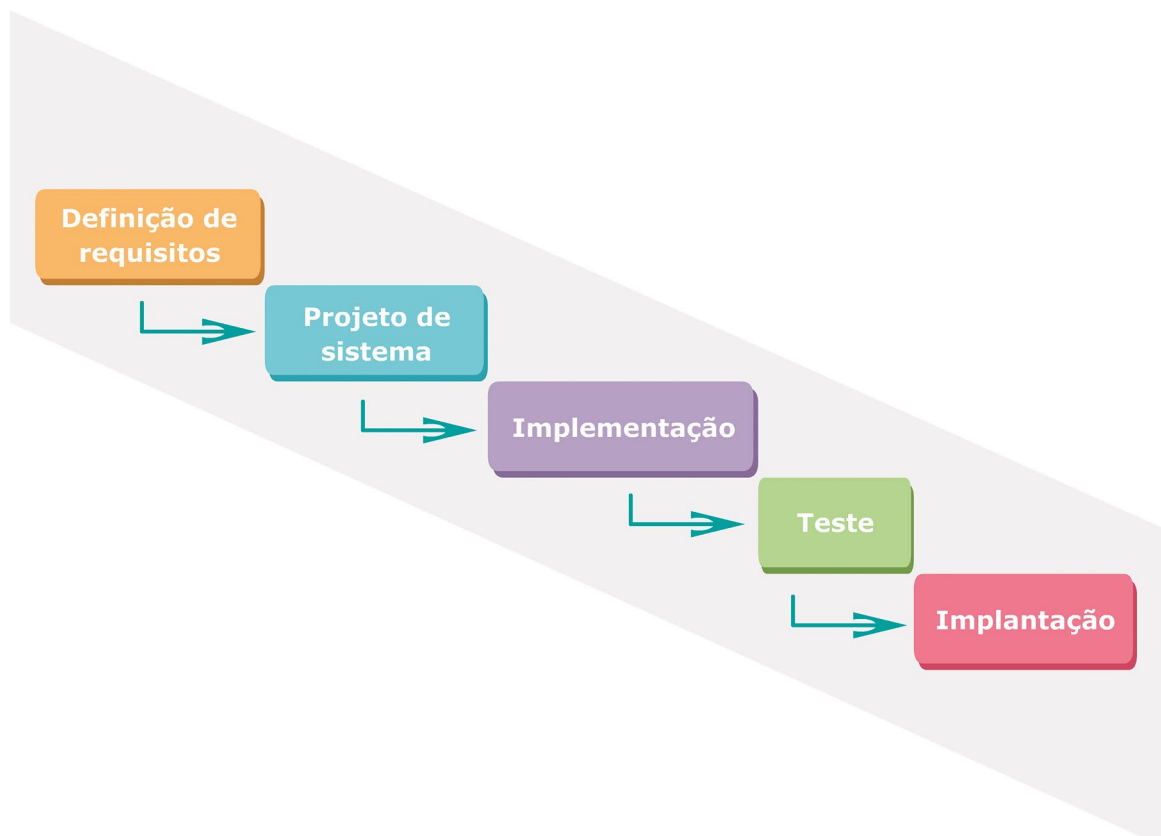 Definição de
requisitos
Projeto de
sistema
Implementação
Teste
Implantação